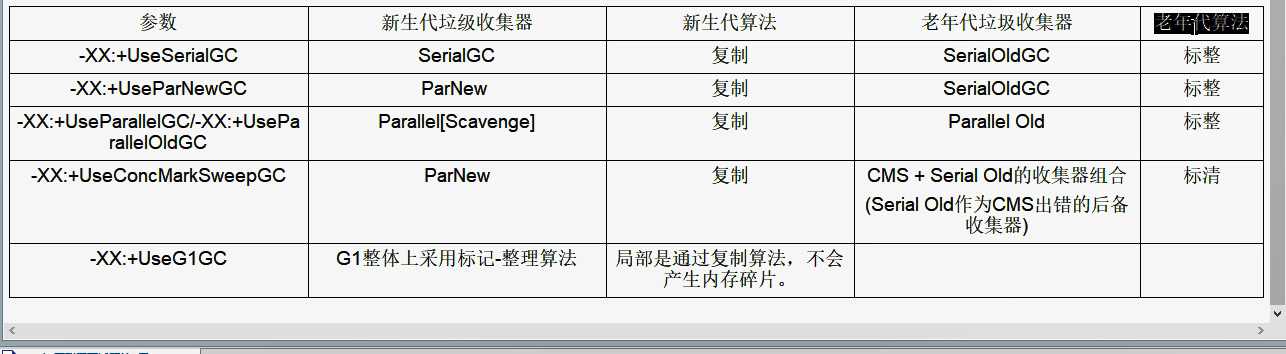 参数 新生代垃级收集器 新生代算法 老年代垃圾收集器 老年代算法
-XX:+UseSerialGC SerialGC 复制 SerialOldGC 标整
-XX:+UseParNewGC ParNew 复制 SerialOldGC 标整
-XX:+UseParallelGC/-XX:+UsePa
rallelOldGC
Parallel[Scavenge] 复制 Parallel Old 标整
-XX:+UseConcMarkSweepGC ParNew 复制 CMS + Serial Old的收集器组合 标清
(Serial Old作为CMS出错的后备
收集器)
-XX:+UseG1GC G1整体上采用标记-整理算法 局部是通过复制算法，不会
产生内存碎片。